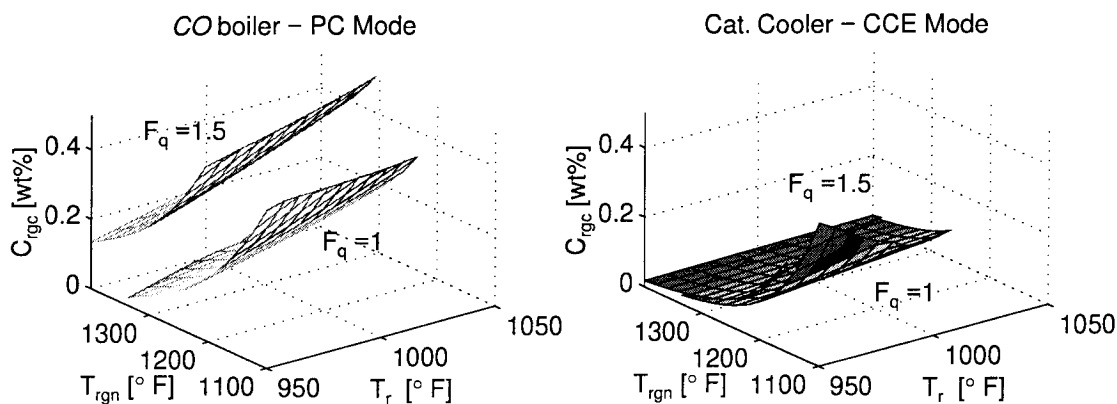 CO boiler – PC Mode
C_rgc [wt%]
0.4
0.2
0
F_q =1.5
F_q =1
1300
1200
1100
T_rgn [° F]
950
1000
1050
T_r [° F]
Cat. Cooler – CCE Mode
C_rgc [wt%]
0.4
0.2
0
F_q =1.5
F_q =1
1300
1200
1100
T_rgn [° F]
950
1000
1050
T_r [° F]